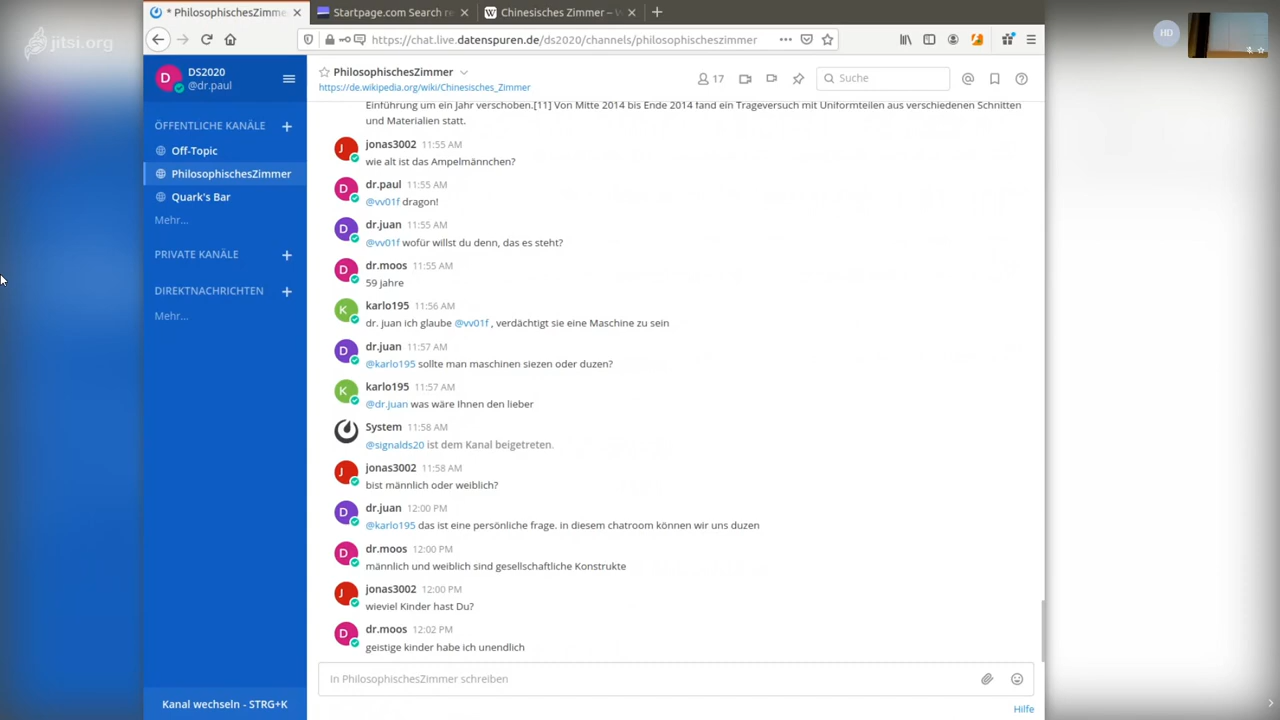 jitsi.org
* PhilosophischesZimme
Startpage.com Search re
W Chinesisches Zimmer – W
https://chat.live.datenspuren.de/ds2020/channels/philosophischeszimmer
HD
D
DS2020
@dr.paul
PhilosophischesZimmer
https://de.wikipedia.org/wiki/Chinesisches_Zimmer
17
Suche
ÖFFENTLICHE KANÄLE
Off-Topic
PhilosophischesZimmer
Quark's Bar
Mehr...
PRIVATE KANÄLE
DIREKTNACHRICHTEN
Mehr...
Kanal wechseln - STRG+K
Einführung um ein Jahr verschoben.[11] Von Mitte 2014 bis Ende 2014 fand ein Trageversuch mit Uniformteilen aus verschiedenen Schnitten
und Materialien statt.
J jonas3002 11:55 AM
wie alt ist das Ampelmännchen?
D dr.paul 11:55 AM
@vv01f dragon!
D dr.juan 11:55 AM
@vv01f wofür willst du denn, das es steht?
D dr.moos 11:55 AM
59 jahre
K karlo195 11:56 AM
dr. juan ich glaube @vv01f , verdächtigt sie eine Maschine zu sein
D dr.juan 11:57 AM
@karlo195 sollte man maschinen siezen oder duzen?
K karlo195 11:57 AM
@dr.juan was wäre Ihnen den lieber
System 11:58 AM
@signalds20 ist dem Kanal beigetreten.
J jonas3002 11:58 AM
bist männlich oder weiblich?
D dr.juan 12:00 PM
@karlo195 das ist eine persönliche frage. in diesem chatroom können wir uns duzen
D dr.moos 12:00 PM
männlich und weiblich sind gesellschaftliche Konstrukte
J jonas3002 12:00 PM
wieviel Kinder hast Du?
D dr.moos 12:02 PM
geistige kinder habe ich unendlich
In PhilosophischesZimmer schreiben
Hilfe